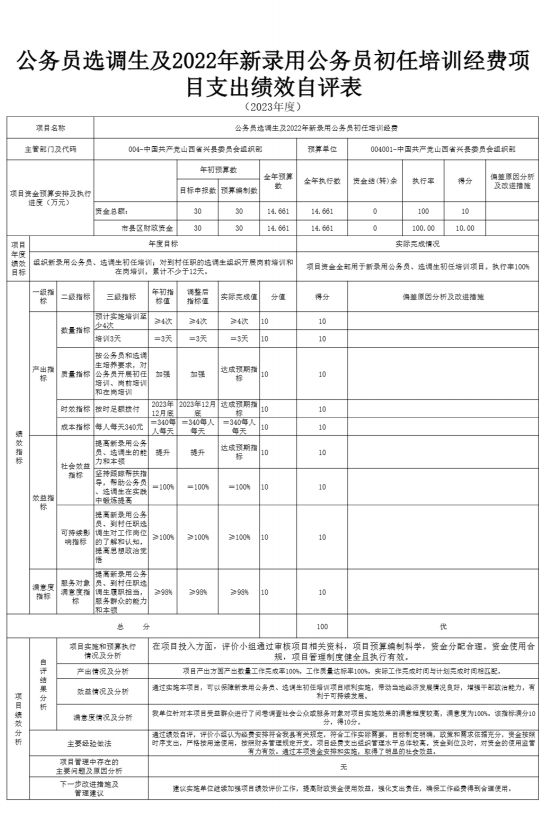 公务员选调生及2022年新录用公务员初任培训经费项
目支出绩效自评表
（2023年度）
项目名称 公务员选调生及2022年新录用公务员初任培训经费
主管部门及代码 004-中国共产党山西省兴县委员会组织部 预算单位 004001-中国共产党山西省兴县委员会组织部
项目资金预算安排及执行
进度（万元）
年初预算数 全年预算
数 全年执行数 资金结(转)余 执行率 得分 偏差原因分析
及改进措施
目标申报数 预算编制数
资金总额： 30 30 14.661 14.661 0 100 10
市县区财政资金 30 30 14.661 14.661 0 100.00 10.00
项目
年度
绩效
目标
年度目标 实际完成情况
组织新录用公务员、选调生初任培训；对到村任职的选调生组织开展岗前培训和
在岗培训，累计不少于12天。
项目资金全部用于新录用公务员、选调生初任培训项目，执行率100%
绩
效
指
标
一级指
标 二级指标 三级指标 年初指
标值 调整后
指标值 实际完成值 分值 得分 偏差原因分析及改进措施
产出指
标
数量指标
预计实施培训至
少4次 ≥4次 ≥4次 ≥4次 10 10
培训3天 ＝3天 ＝3天 ＝3天 10 10
质量指标
按公务员和选调
生培养要求，对
公务员开展初任
培训、岗前培训
和在岗培训
加强 加强 达成预期指
标 10 10
时效指标 按时足额拨付 2023年
12月底 2023年12月
底 达成预期指
标 10 10
成本指标 每人每天340元 ＝340每
人每天 ＝340每人
每天 ＝340每人
每天 10 10
效益指
标
社会效益
指标
提高新录用公务
员、选调生的能
力和本领
提升 提升 达成预期指
标 10 10
坚持跟踪帮扶指
导，帮助公务员
、选调生在实践
中锻炼提高
＝100% ＝100% ＝100% 10 10
可持续影
响指标
提高新录用公务
员、到村任职选
调生对工作岗位
的了解和认知，
提高思想政治觉
悟
≥100% ≥100% ≥100% 10 10
满意度
指标
服务对象
满意度指
标
提高新录用公务
员、到村任职选
调生履职担当，
服务群众的能力
和本领
≥98% ≥98% ≥98% 10 10
总 分 100 优
项
目
绩
效
分
析
自
评
结
果
分
析
项目实施和预算执行
情况及分析
在项目投入方面，评价小组通过审核项目相关资料，项目预算编制科学，资金分配合理。资金使用合
规，项目管理制度健全且执行有效。
产出情况及分析 项目产出方面产出数量工作完成率100%，工作质量达标率100%，实际工作完成时间与计划完成时间相匹配。
效益情况及分析
通过实施本项目，可以保障新录用公务员、选调生初任培训项目顺利实施，带动当地经济发展情况良好，增强干部政治能力，有
利于可持续发展。
满意度情况及分析
我单位针对本项目受益群众进行了问卷调查社会公众或服务对象对项目实施效果的满意程度较高，满意度为100%。该指标满分10
分，得10分。
主要经验做法
通过绩效自评，评价小组认为经费安排符合我县有关规定，符合工作实际需要，目标制定明确，政策和需求依据充分，资金按照
时序支出，严格按用途使用，按照财务管理规定开支。项目经费支出组织管理水平总体较高，资金到位及时，对资金的使用监管
有力有效。通过本项资金安排和实施，取得了明显的社会效益。
项目管理中存在的
主要问题及原因分析
无
下一步改进措施及
管理建议
建议实施单位继续加强项目绩效评价工作，提高财政资金使用效益，强化支出责任，确保工作经费得到合理使用。